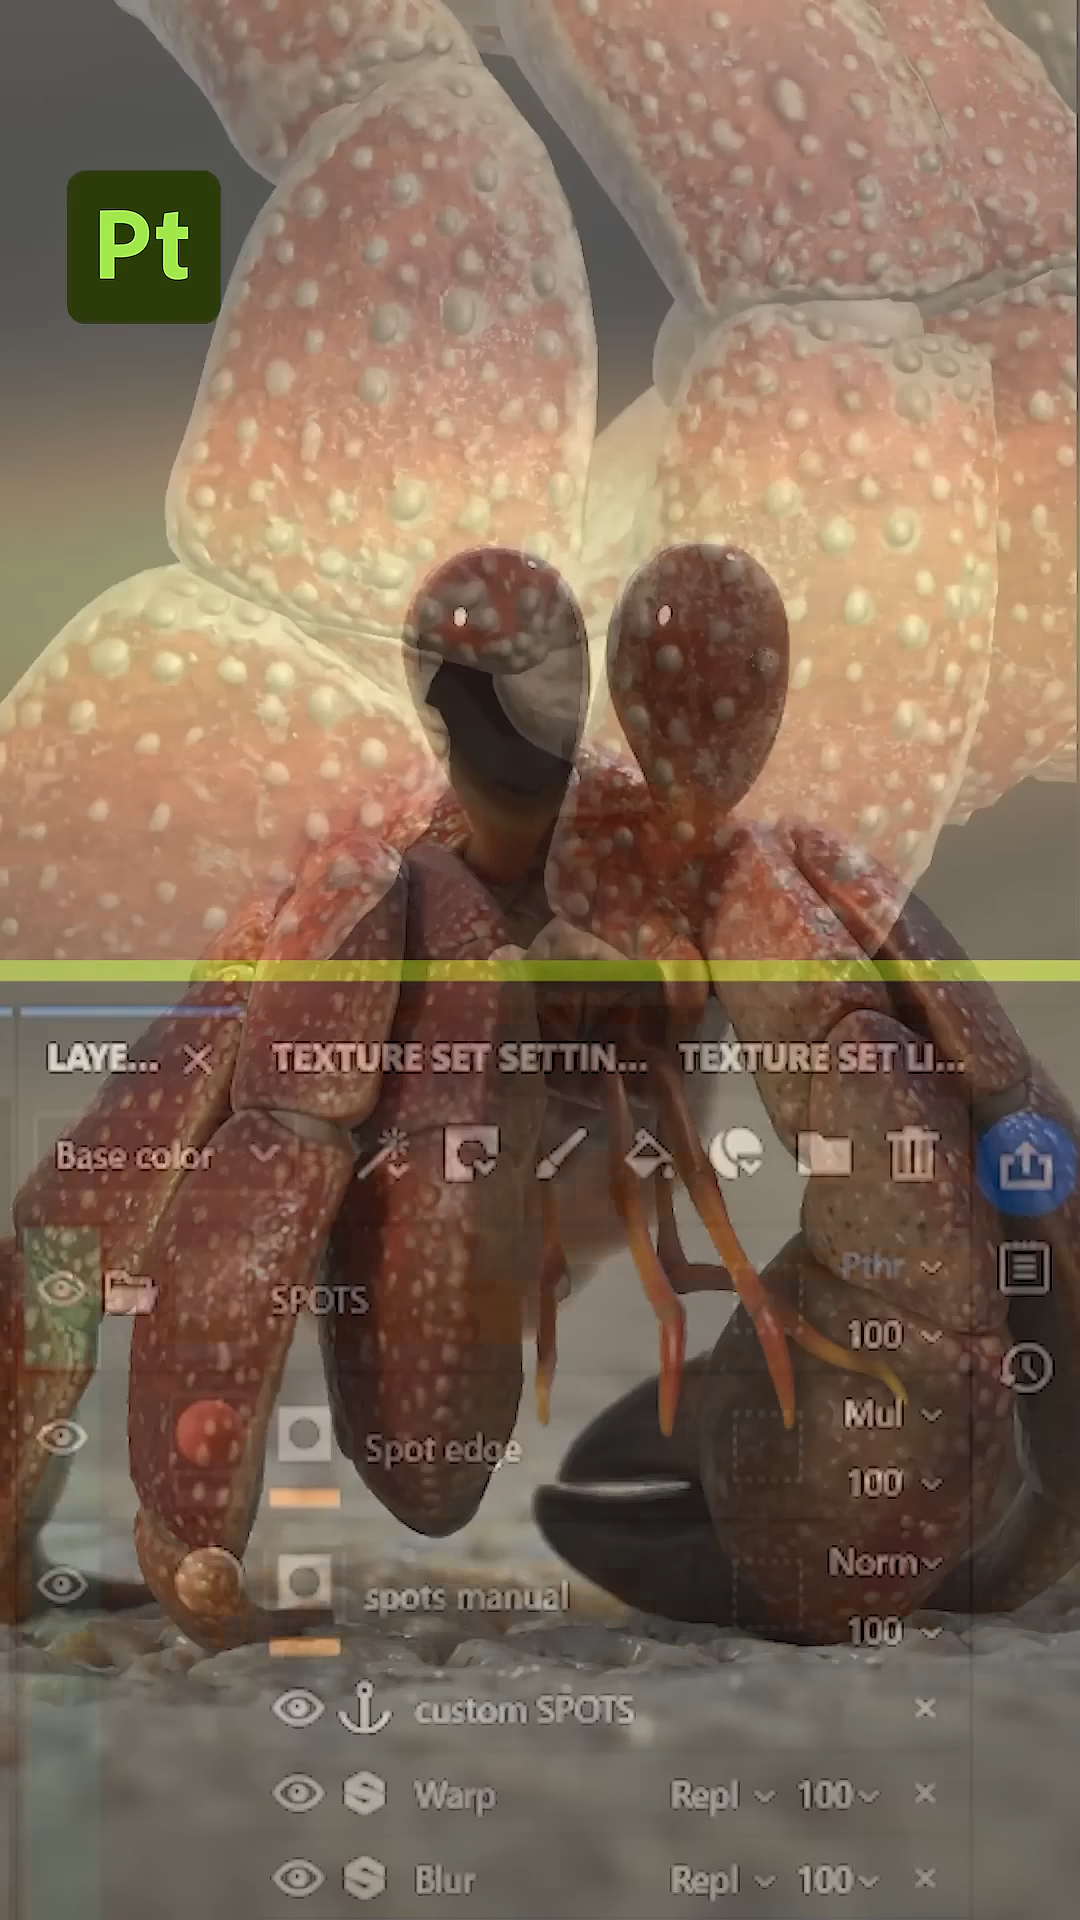 Pt
LAYE... TEXTURE SET SETTIN... TEXTURE SET LI...
Base color
Pthr
SPOTS
100
Mul
Spot edge
100
Norm
spots manual
100
custom SPOTS
Warp Repl 100
Blur Repl 100